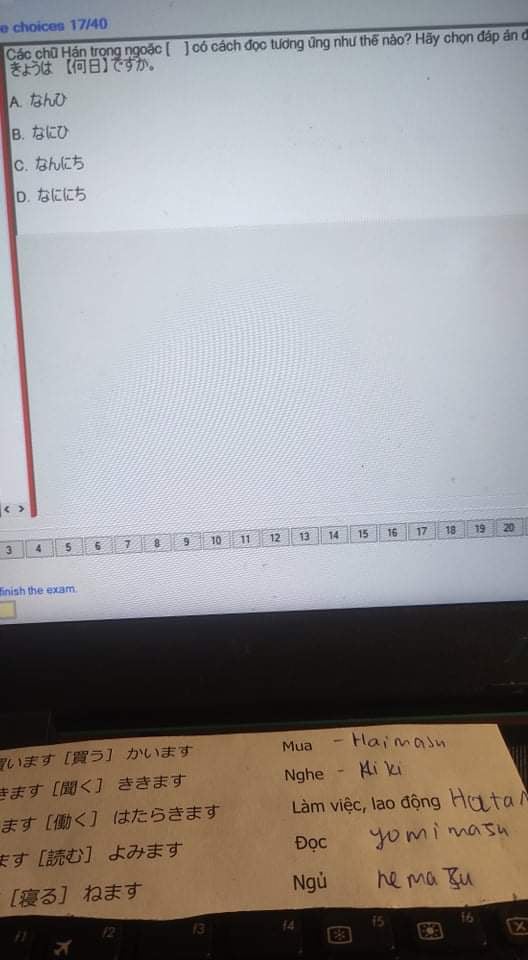 e choices 17/40
Các chữ Hán trong ngoặc [ ] có cách đọc tương ứng như thế nào? Hãy chọn đáp án
きょうは 【何日】ですか。
A. なんひ
B. なにひ
C. なんにち
D. なににち
< >
3 4 5 6 7 8 9 10 11 12 13 14 15 16 17 18 19 20
finish the exam.
買います [買う] かいます Mua - Haimasu
きます [聞く] ききます Nghe - Kiki
ます [働く] はたらきます Làm việc, lao động Hata
ます [読む] よみます Đọc yomimasu
[寝る] ねます Ngủ nemasu
f1 f2 f3 f4 f5 f6